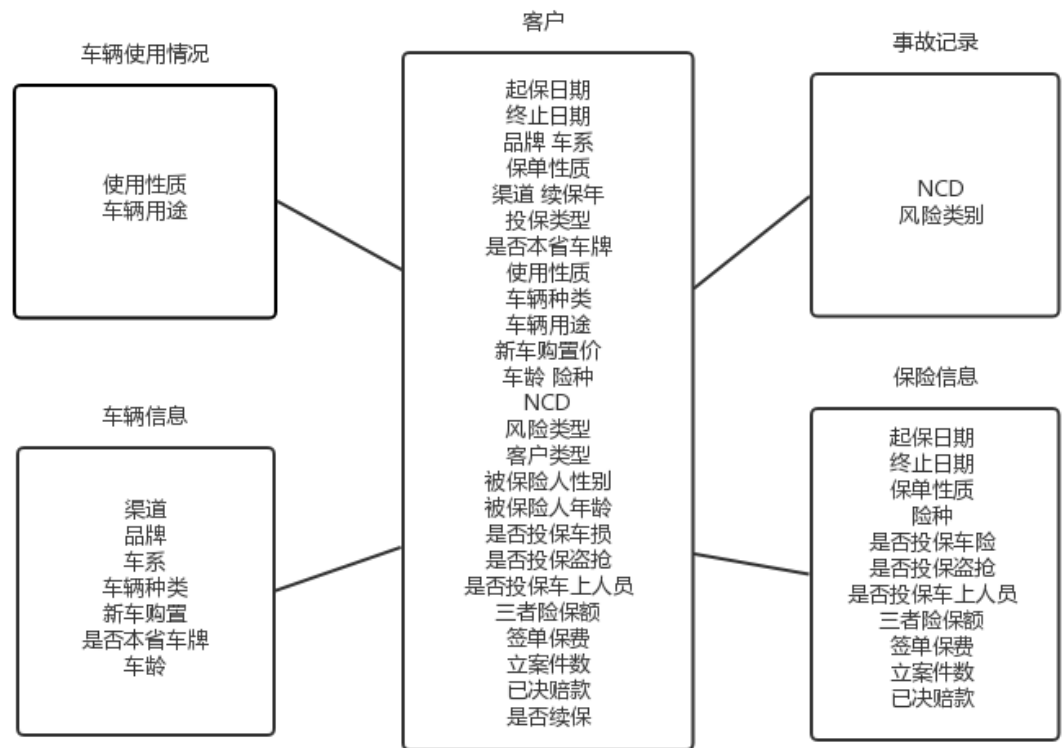 车辆使用情况
使用性质
车辆用途
车辆信息
渠道
品牌
车系
车辆种类
新车购置
是否本省车牌
车龄
客户
起保日期
终止日期
品牌 车系
保单性质
渠道 续保年
投保类型
是否本省车牌
使用性质
车辆种类
车辆用途
新车购置价
车龄 险种
NCD
风险类型
客户类型
被保险人性别
被保险人年龄
是否投保车损
是否投保盗抢
是否投保车上人员
三者险保额
签单保费
立案件数
已决赔款
是否续保
事故记录
NCD
风险类别
保险信息
起保日期
终止日期
保单性质
险种
是否投保车险
是否投保盗抢
是否投保车上人员
三者险保额
签单保费
立案件数
已决赔款